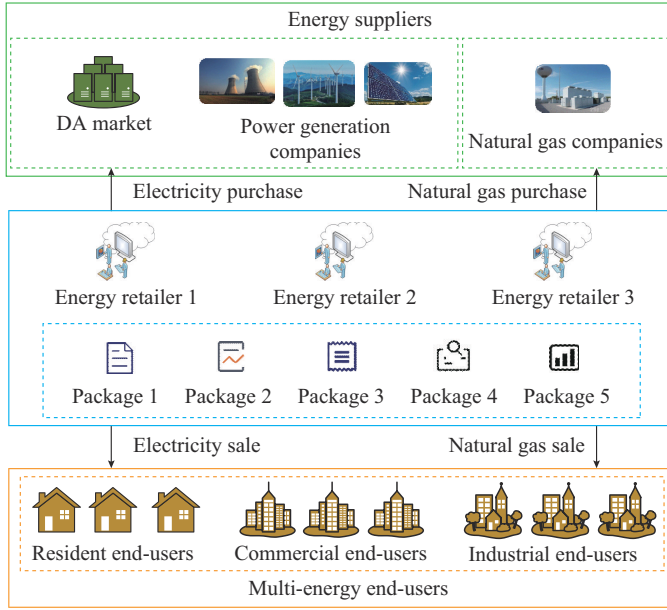 Energy suppliers
DA market
Power generation
companies
Natural gas companies
Electricity purchase
Natural gas purchase
Energy retailer 1
Energy retailer 2
Energy retailer 3
Package 1
Package 2
Package 3
Package 4
Package 5
Electricity sale
Natural gas sale
Resident end-users
Commercial end-users
Industrial end-users
Multi-energy end-users